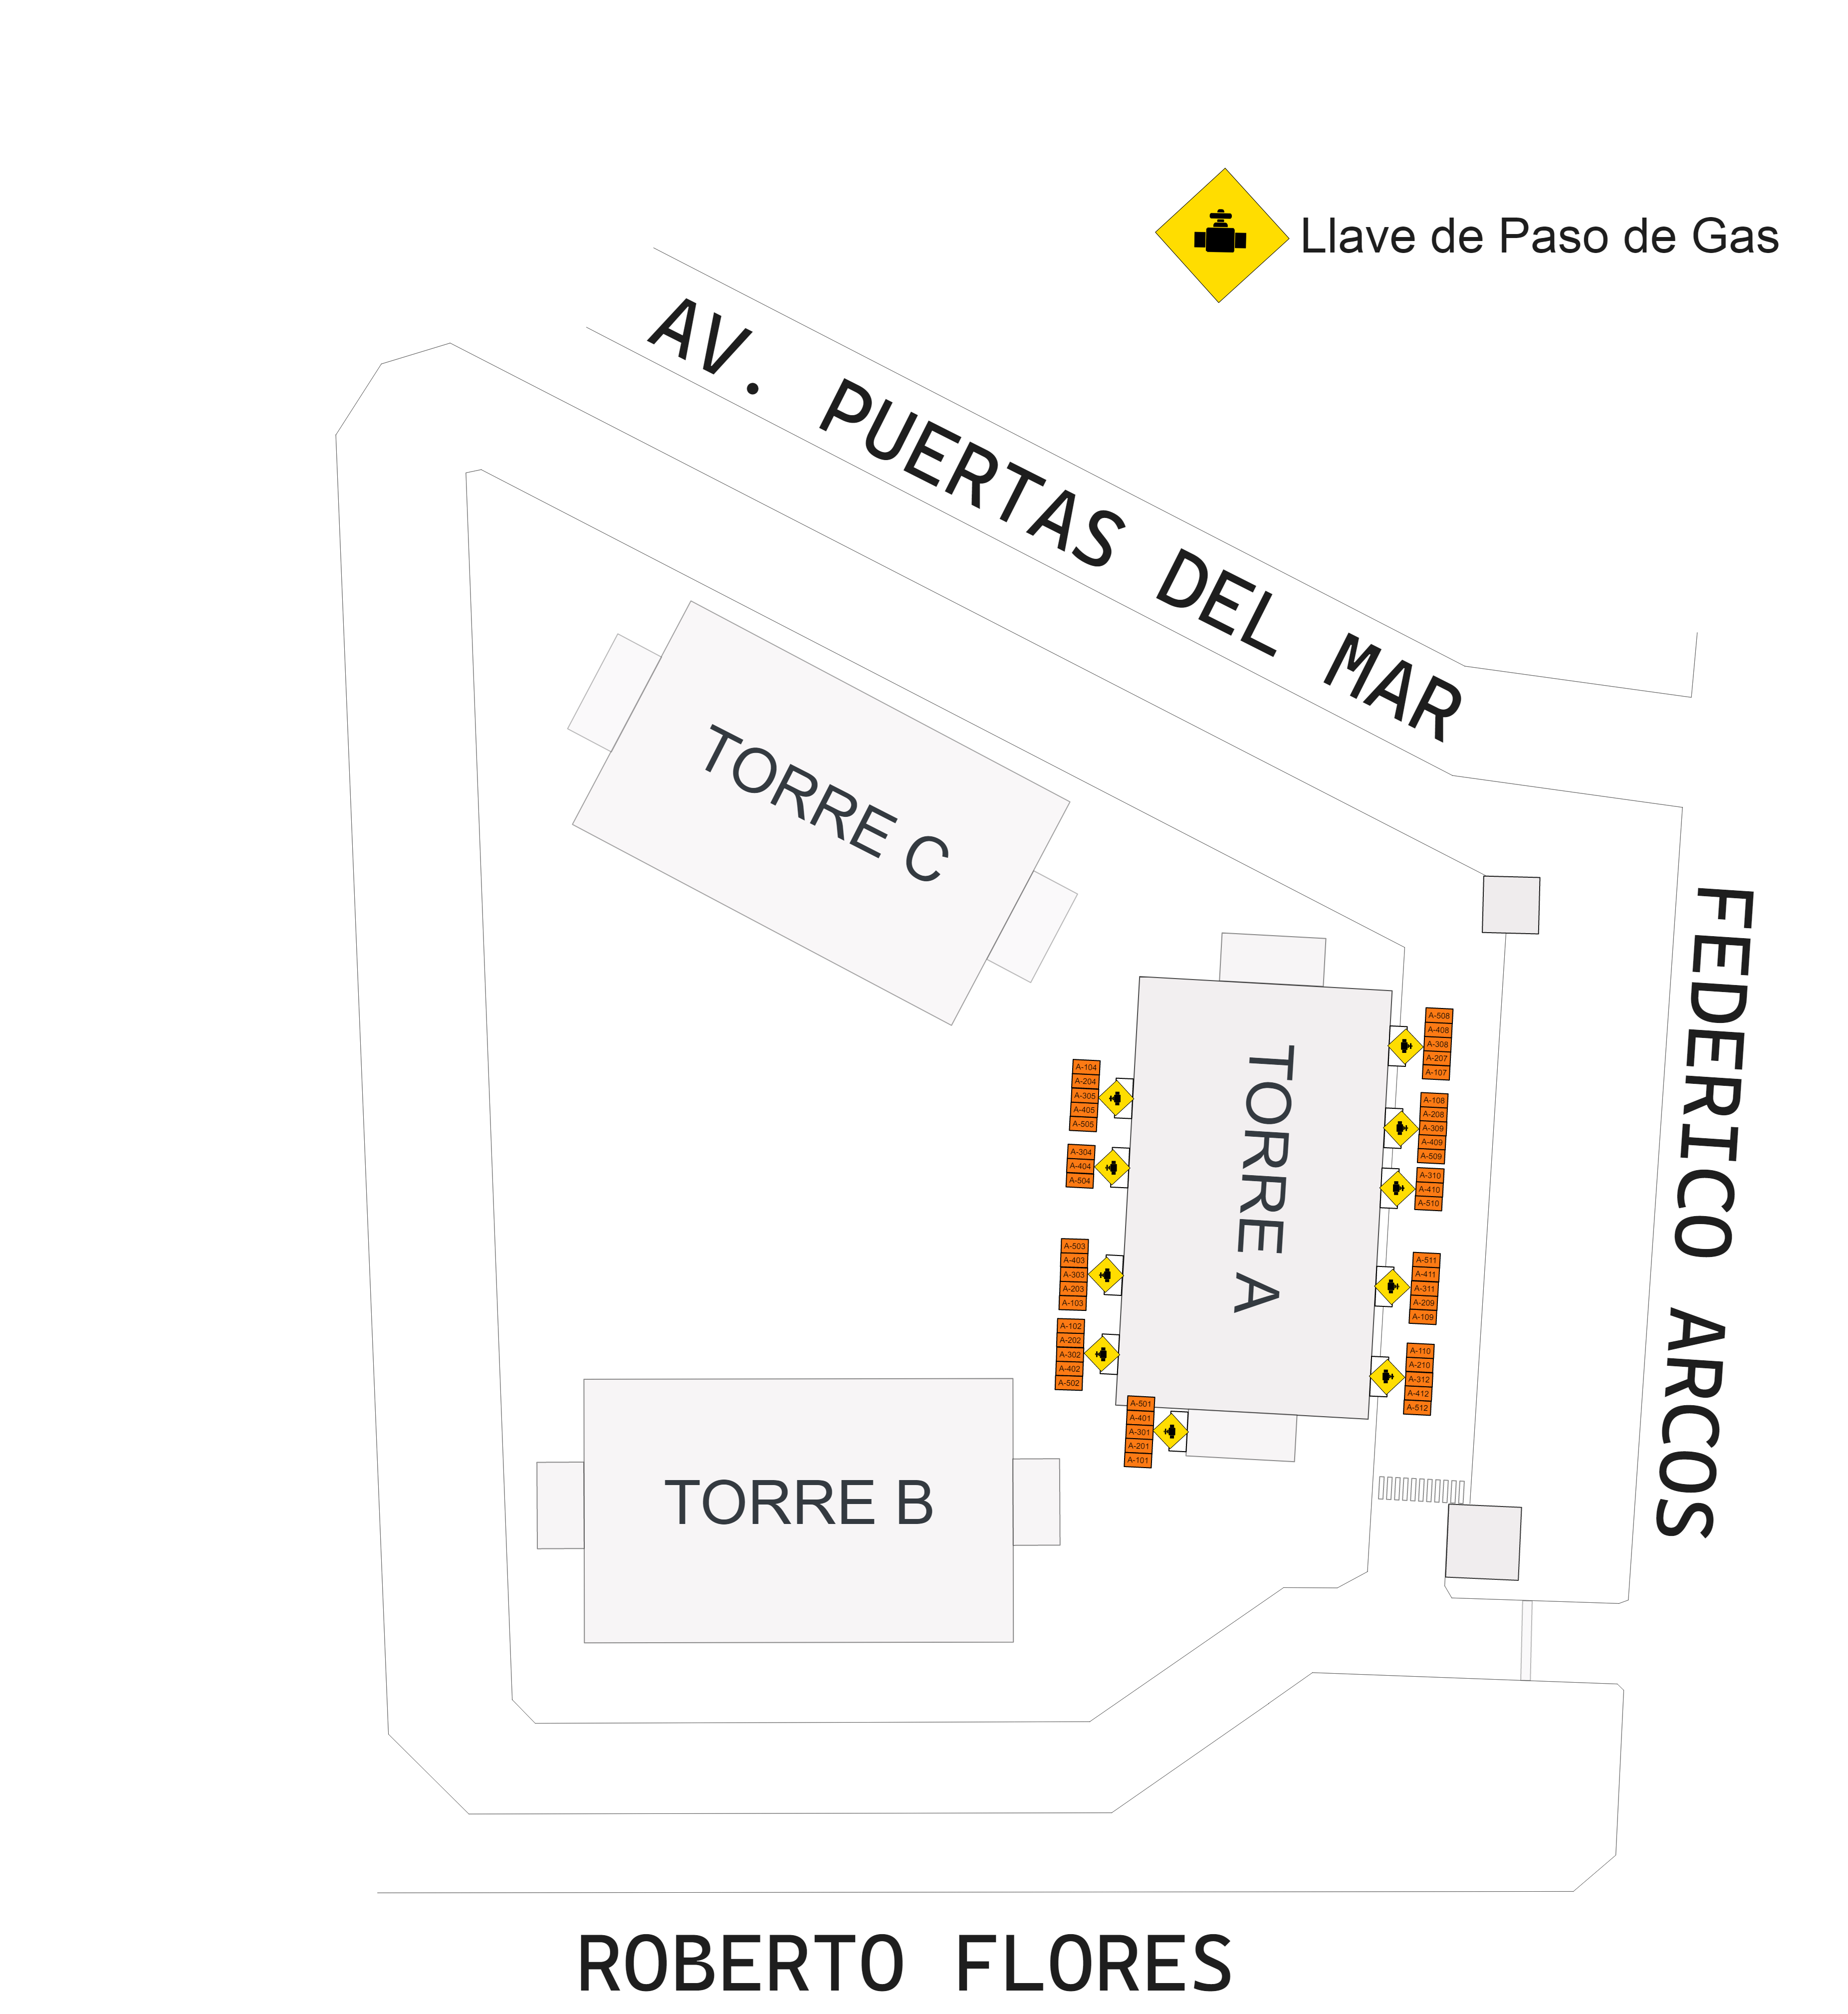 Llave de Paso de Gas
AV. PUERTAS DEL MAR
TORRE C
FEDERICO ARCOS
TORRE A
A-104
A-204
A-305
A-405
A-505
A-304
A-404
A-504
A-503
A-403
A-303
A-203
A-103
A-102
A-202
A-302
A-402
A-502
A-501
A-401
A-301
A-201
A-101
A-508
A-408
A-308
A-207
A-107
A-108
A-208
A-309
A-409
A-509
A-310
A-410
A-510
A-511
A-411
A-311
A-209
A-109
A-110
A-210
A-312
A-412
A-512
TORRE B
ROBERTO FLORES